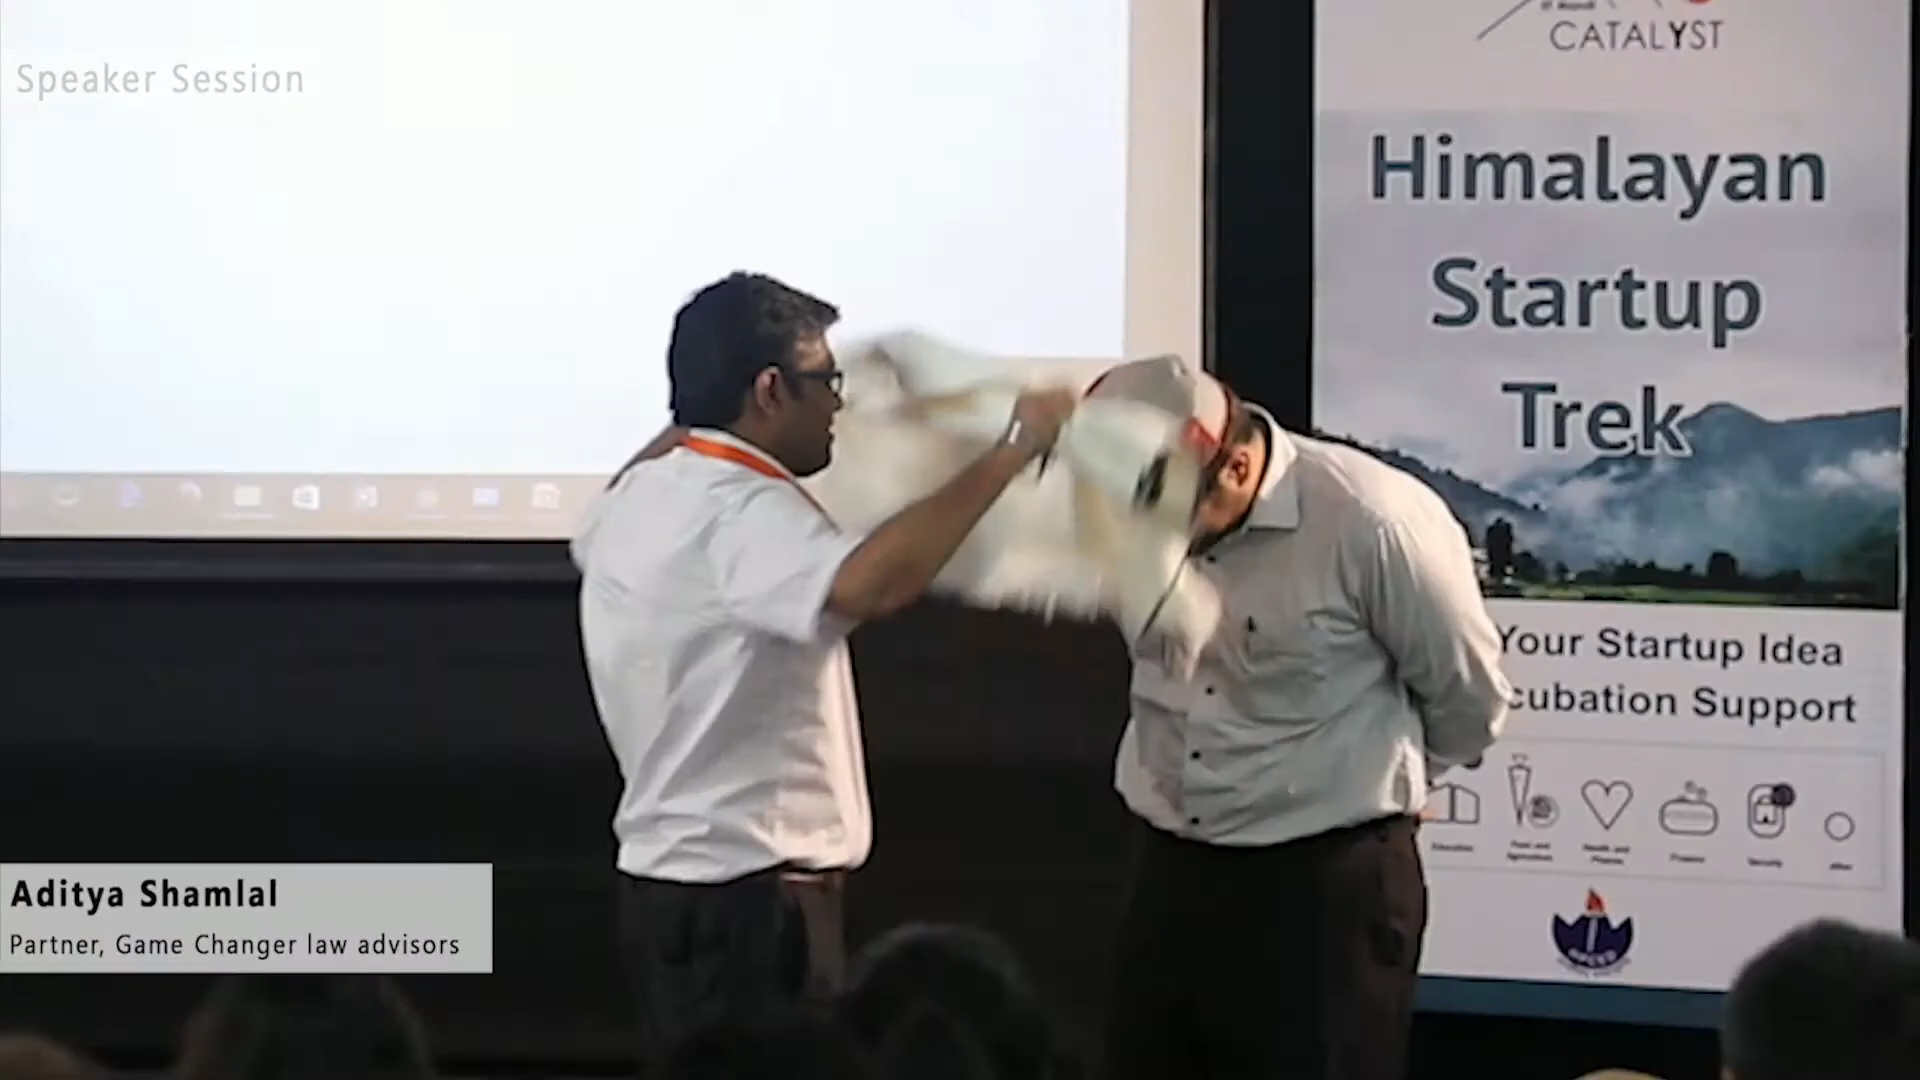 Speaker Session
CATALYST
Himalayan
Startup
Trek
Your Startup Idea
cubation Support
Aditya Shamlal
Partner, Game Changer law advisors